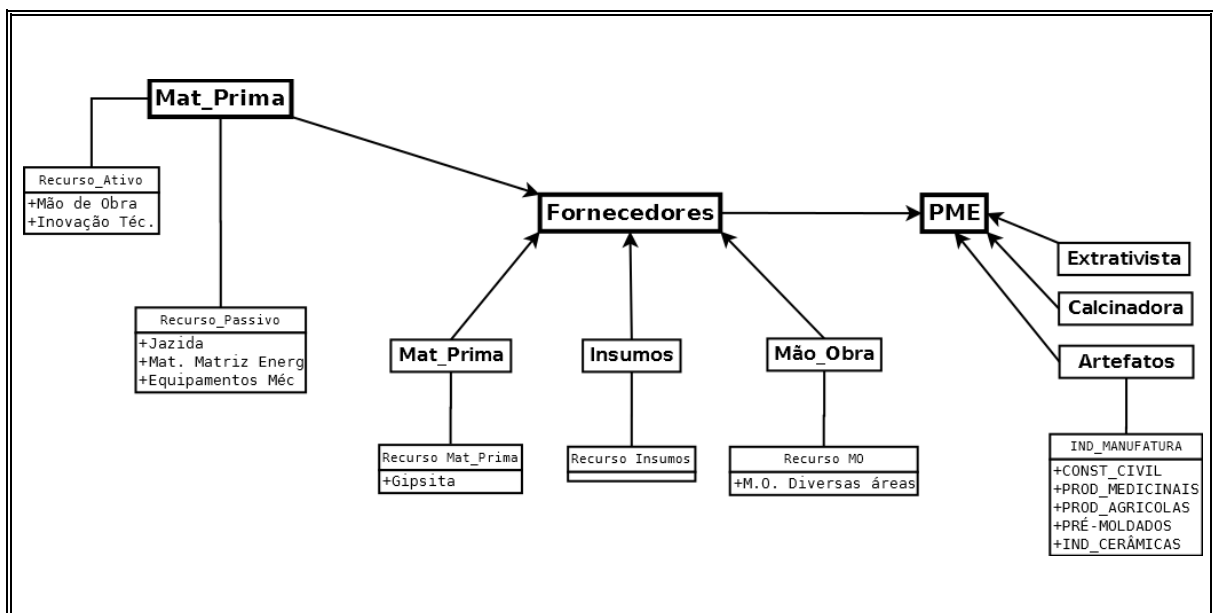 Mat_Prima
Recurso_Ativo
+Mão de Obra
+Inovação Téc.
Recurso_Passivo
+Jazida
+Mat. Matriz Energ
+Equipamentos Méc
Fornecedores
Mat_Prima
Recurso Mat_Prima
+Gipsita
Insumos
Recurso Insumos
Mão_Obra
Recurso MO
+M.O. Diversas áreas
PME
Extrativista
Calcinadora
Artefatos
IND_MANUFATURA
+CONST_CIVIL
+PROD_MEDICINAIS
+PROD_AGRICOLAS
+PRÉ-MOLDADOS
+IND_CERÂMICAS